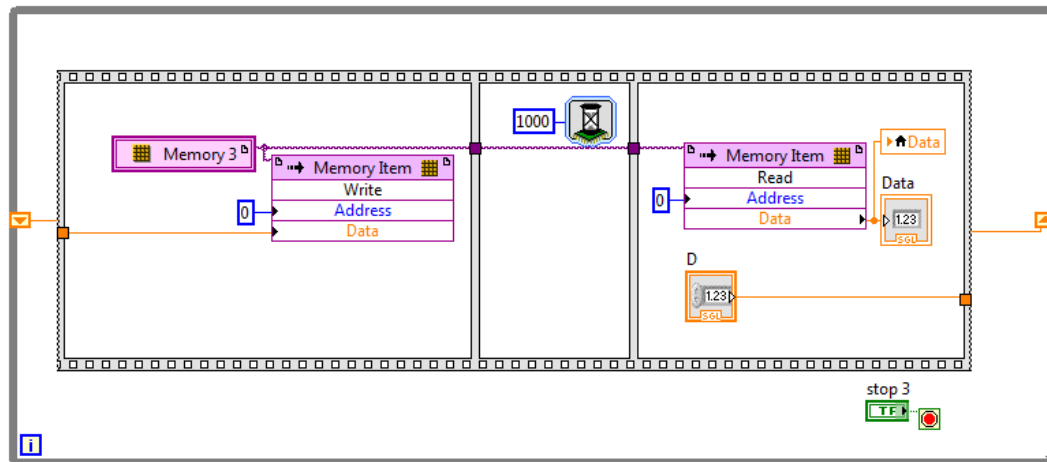 Memory 3
Memory Item
Write
0
Address
Data
1000
Memory Item
Read
0
Address
Data
Data
Data
1.23
SGL
D
1.23
SGL
stop 3
TF
i